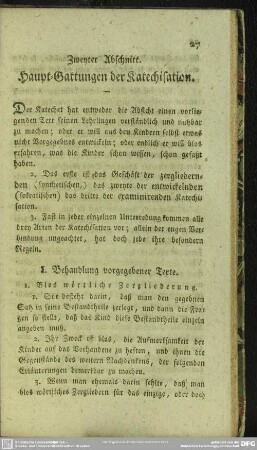 27
Zweyter Abschnitt.
Haupt-Gattungen der Katechisation.
Der Katechet hat entweder die Absicht einen vorlie-
genden Text seinen Lehrlingen verständlich und nutzbar
zu machen; oder er will aus den Kindern selbst etwas
nicht Vorgegebnes entwickeln; oder endlich er will blos
erfahren, was die Kinder schon wissen, schon gefaßt
haben.
2. Das erste ist das Geschäft der zergliedern-
den (synthetischen,) das zweyte der entwickelnden
(sokratischen) das dritte der examinirenden Katechi-
sation.
3. Fast in jeder einzelnen Unterredung kommen alle
drey Arten der Katechisation vor; allein der engen Ver-
bindung ungeachtet, hat doch jede ihre besondern
Regeln.
I. Behandlung vorgegebener Texte.
1. Blos wörtliche Zergliederung.
1. Sie besteht darin, daß man den gegebnen
Satz in seine Bestandtheile zerlegt, und dann die Fra-
gen so stellt, daß das Kind diese Bestandtheile einzeln
angeben muß.
2. Ihr Zweck ist blos, die Aufmerksamkeit der
Kinder auf das Vorhandene zu heften, und ihnen die
Gegenstände des weitern Nachdenkens, der folgenden
Erläuterungen bemerkbar zu machen.
3. Wenn man ehemals darin fehlte, daß man
blos wörtliches Zergliedern für das einzige, oder doch